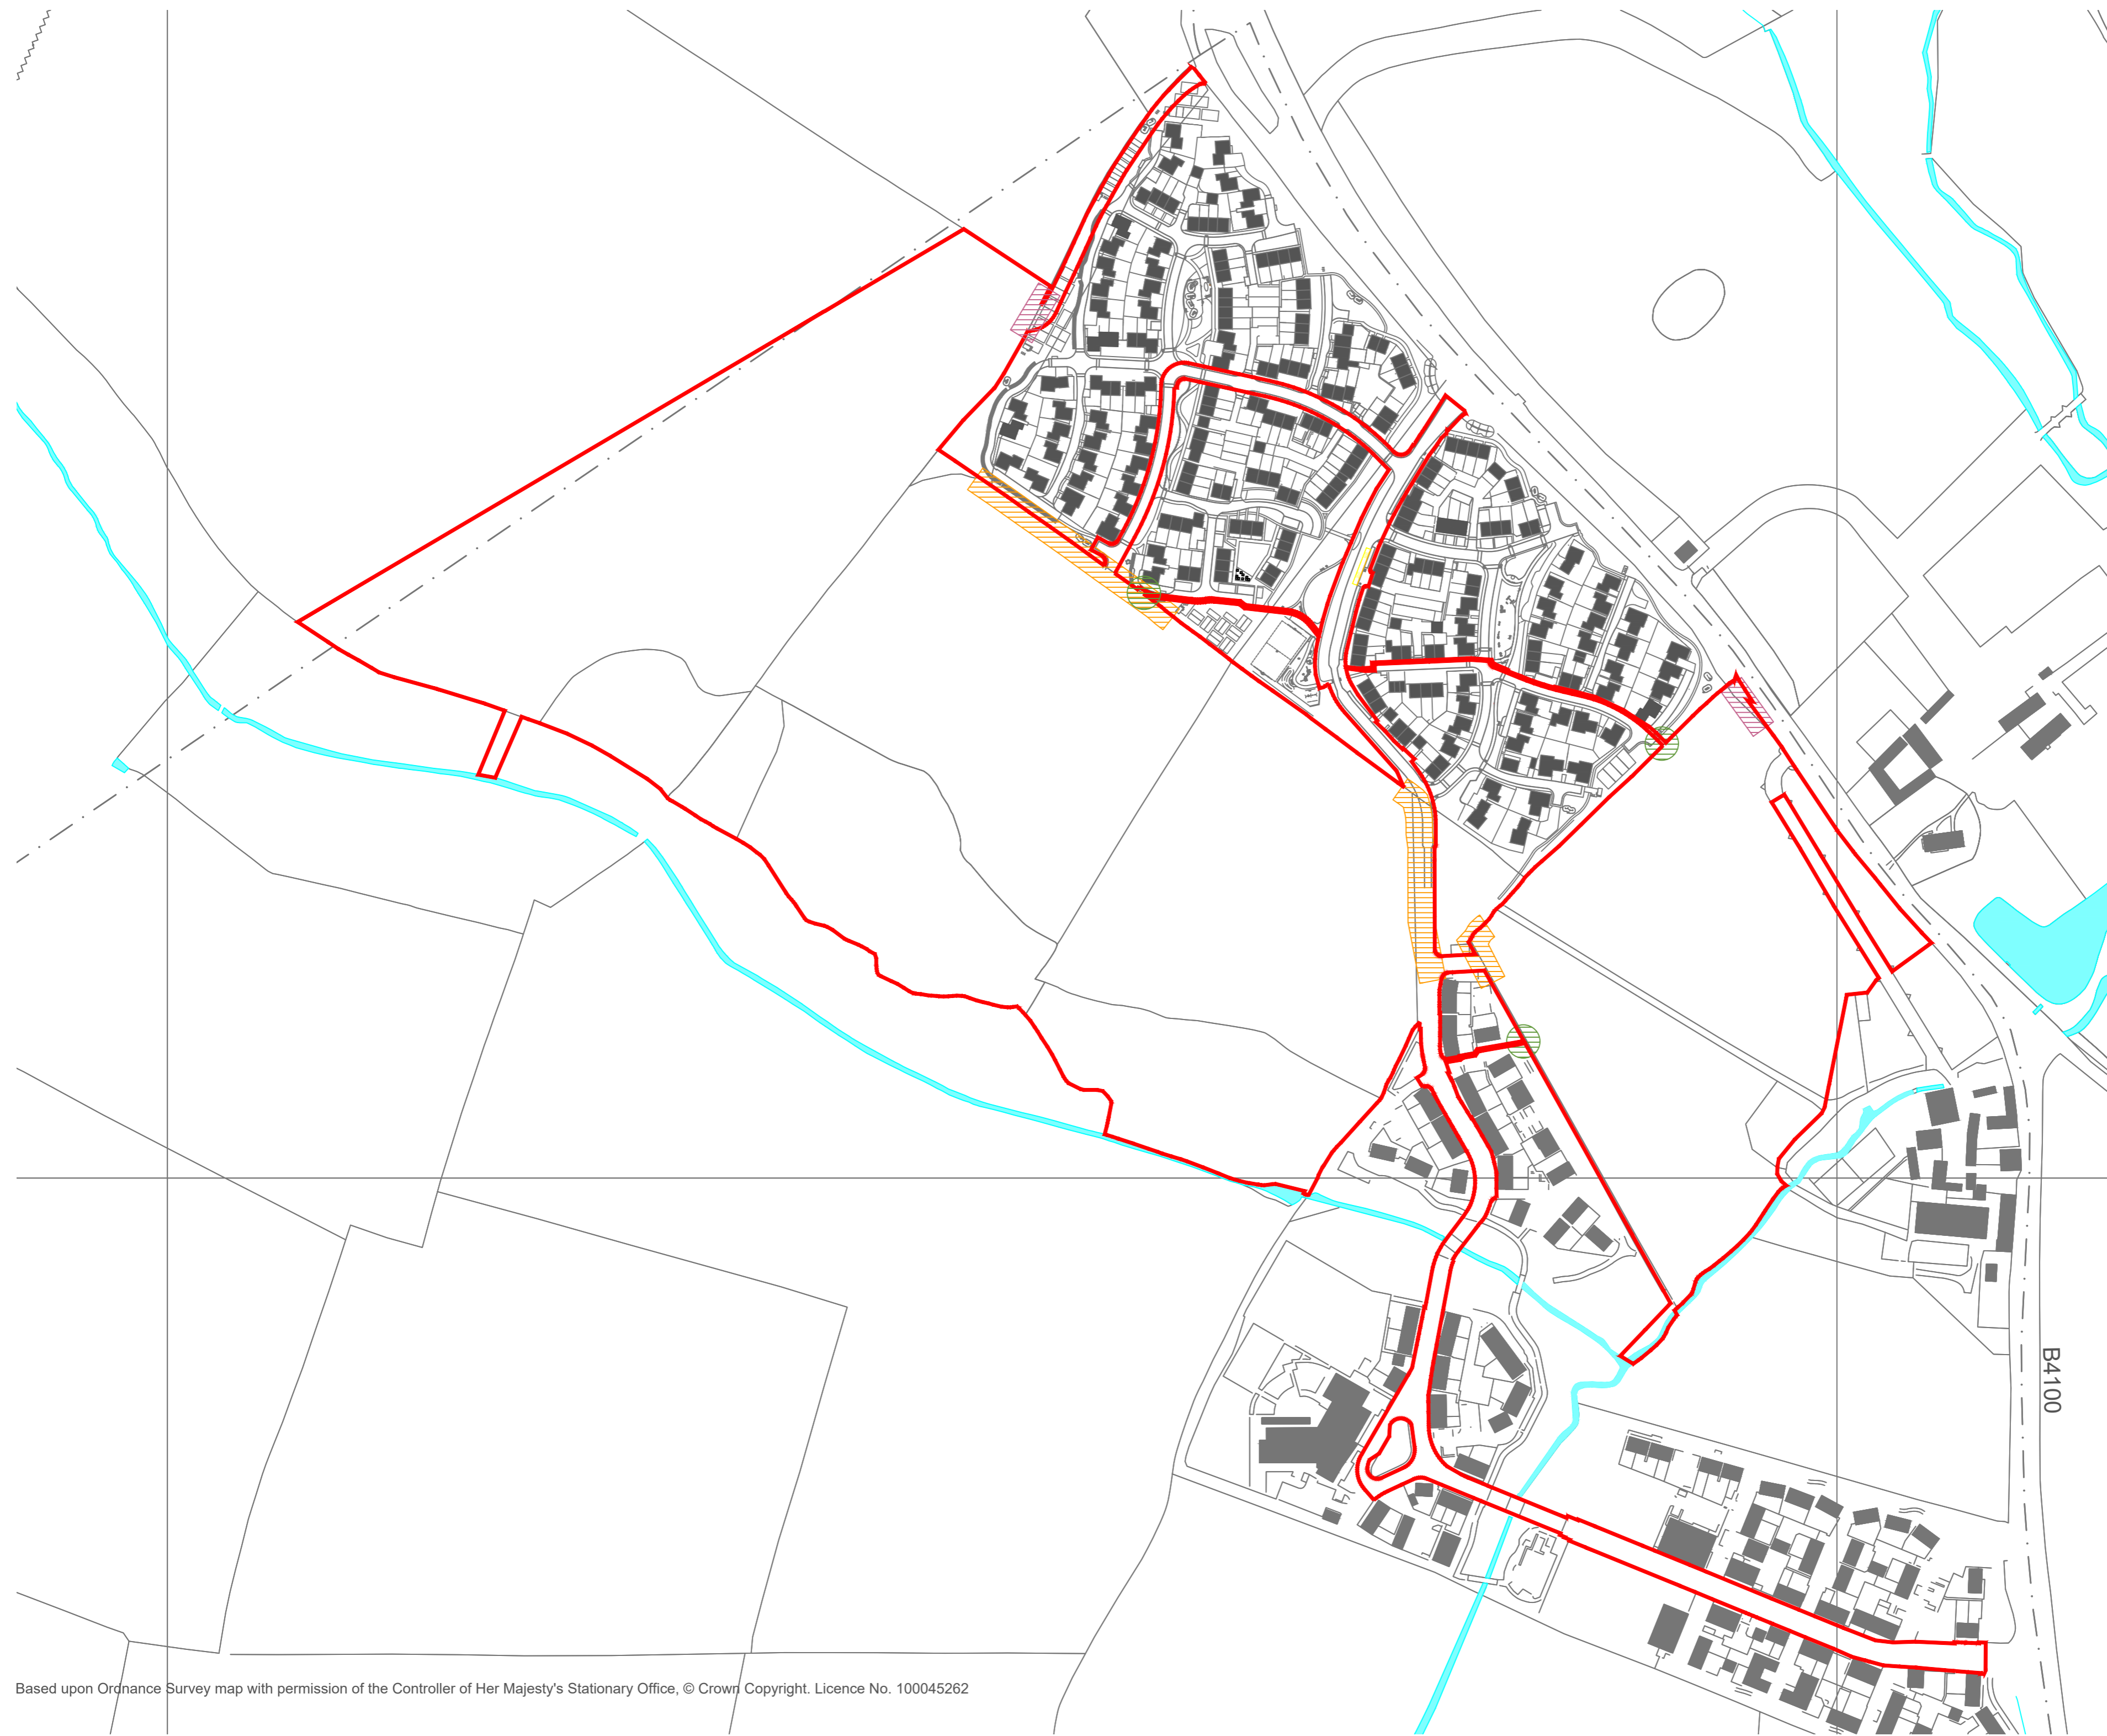 B4100
Based upon Ordnance Survey map with permission of the Controller of Her Majesty's Stationary Office, © Crown Copyright. Licence No. 100045262